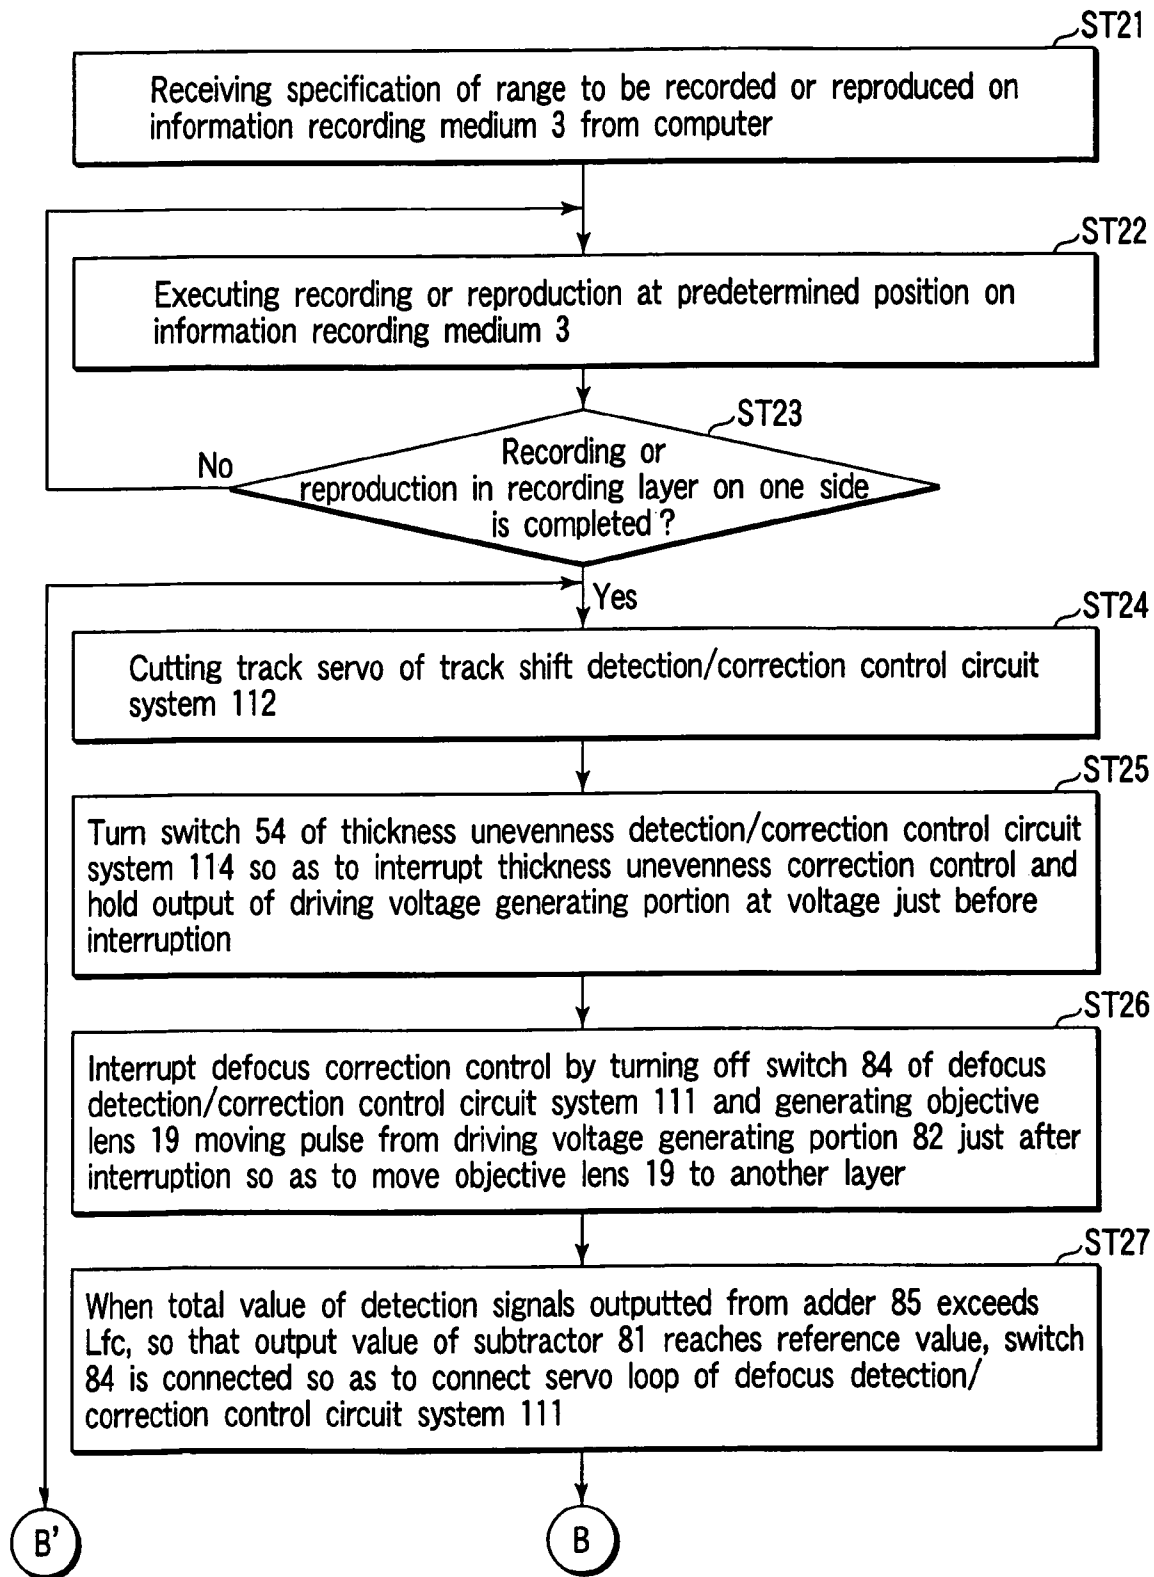 ST21
Receiving specification of range to be recorded or reproduced on
information recording medium 3 from computer
ST22
Executing recording or reproduction at predetermined position on
information recording medium 3
ST23
No
Recording or
reproduction in recording layer on one side
is completed ?
Yes
ST24
Cutting track servo of track shift detection/correction control circuit
system 112
ST25
Turn switch 54 of thickness unevenness detection/correction control circuit
system 114 so as to interrupt thickness unevenness correction control and
hold output of driving voltage generating portion at voltage just before
interruption
ST26
Interrupt defocus correction control by turning off switch 84 of defocus
detection/correction control circuit system 111 and generating objective
lens 19 moving pulse from driving voltage generating portion 82 just after
interruption so as to move objective lens 19 to another layer
ST27
When total value of detection signals outputted from adder 85 exceeds
Lfc, so that output value of subtractor 81 reaches reference value, switch
84 is connected so as to connect servo loop of defocus detection/
correction control circuit system 111
B'
B